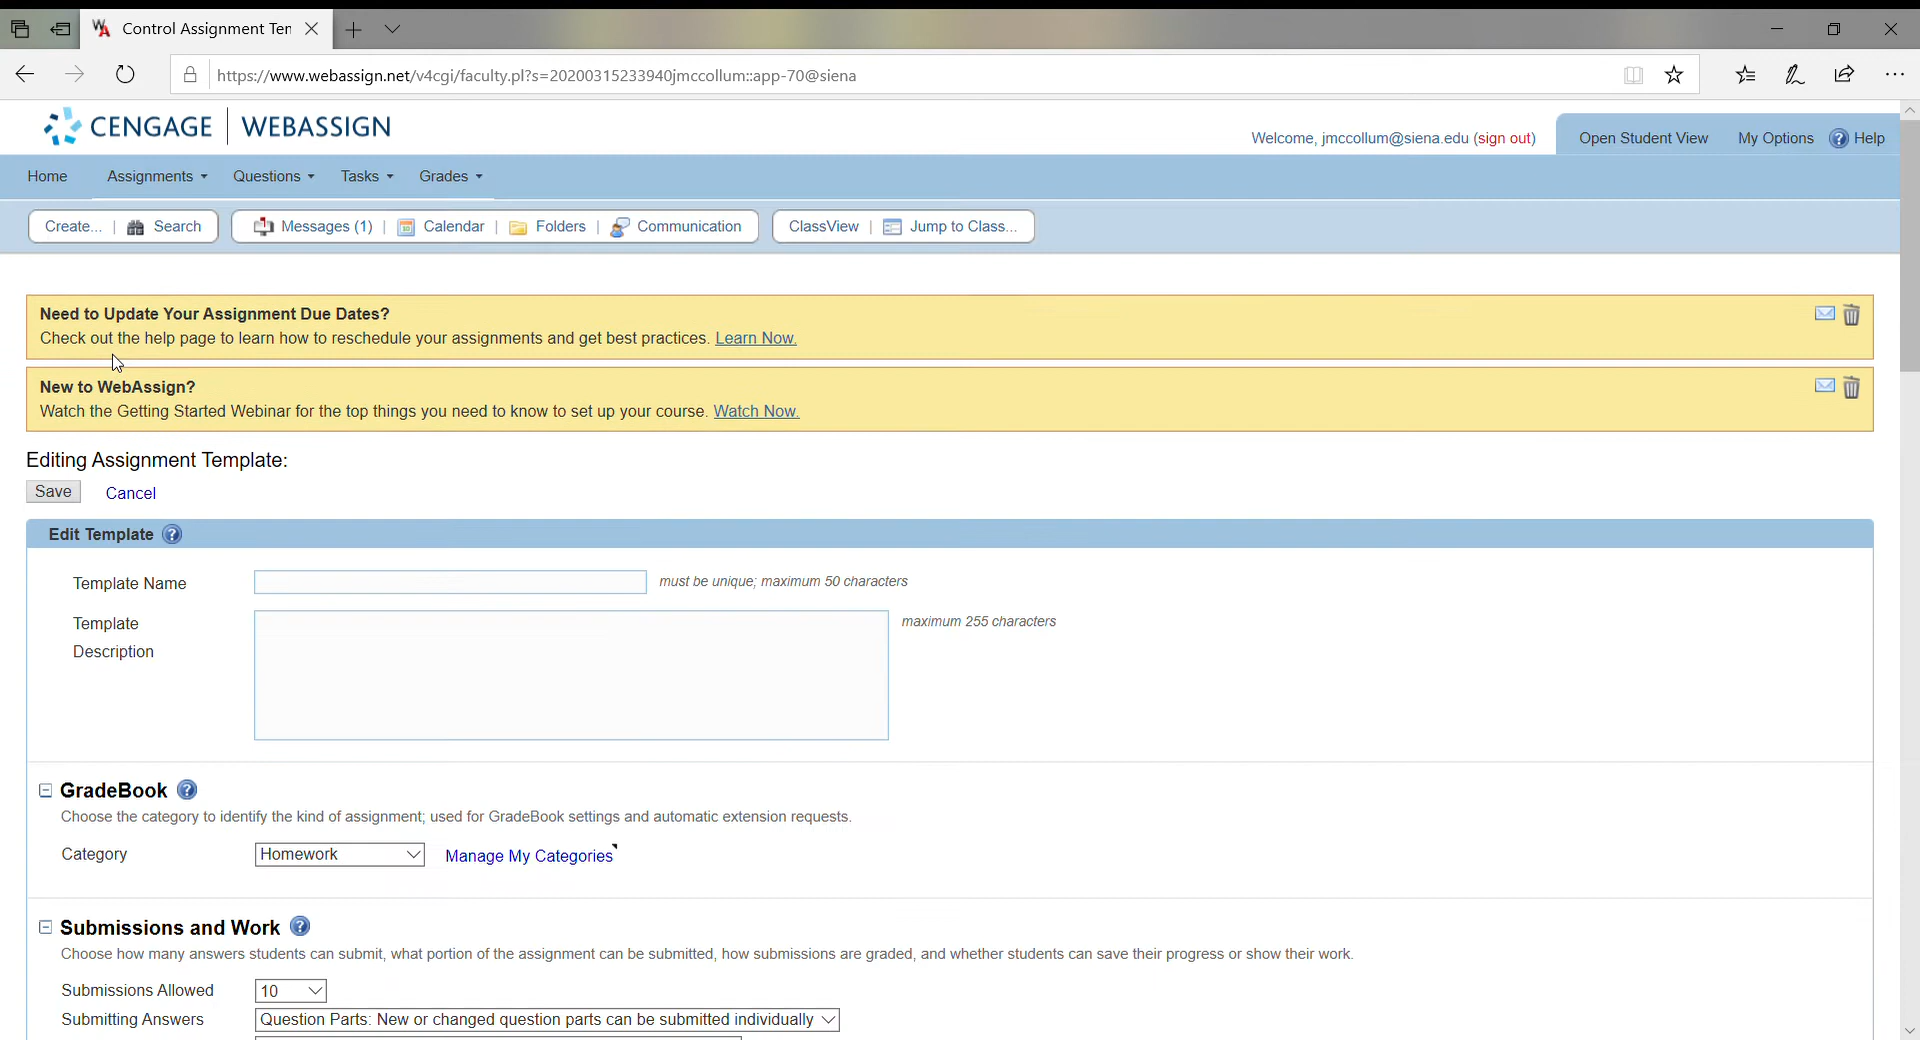 Control Assignment Ten
https://www.webassign.net/v4cgi/faculty.pl?s=20200315233940jmccollum::app-70@siena
CENGAGE | WEBASSIGN
Welcome, jmccollum@siena.edu (sign out)
Open Student View
My Options
Help
Home
Assignments
Questions
Tasks
Grades
Create...
Search
Messages (1)
Calendar
Folders
Communication
ClassView
Jump to Class...
Need to Update Your Assignment Due Dates?
Check out the help page to learn how to reschedule your assignments and get best practices. Learn Now.
New to WebAssign?
Watch the Getting Started Webinar for the top things you need to know to set up your course. Watch Now.
Editing Assignment Template:
Save
Cancel
Edit Template
Template Name
must be unique; maximum 50 characters
Template
Description
maximum 255 characters
GradeBook
Choose the category to identify the kind of assignment; used for GradeBook settings and automatic extension requests.
Category
Homework
Manage My Categories
Submissions and Work
Choose how many answers students can submit, what portion of the assignment can be submitted, how submissions are graded, and whether students can save their progress or show their work.
Submissions Allowed
10
Submitting Answers
Question Parts: New or changed question parts can be submitted individually